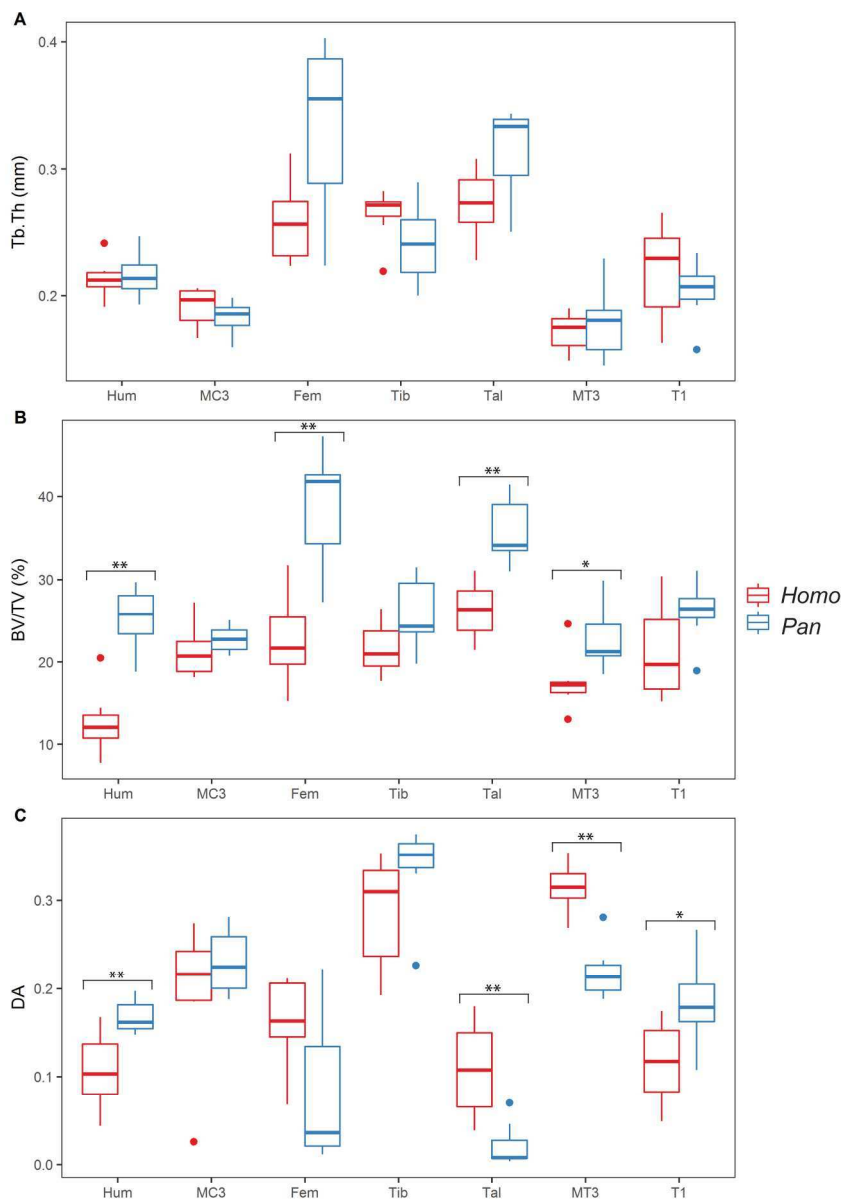 A
0.4
0.3
0.2
Tb.Th (mm)
Hum MC3 Fem Tib Tal MT3 T1
B
**
**
**
*
40
30
20
10
BV/TV (%)
Hum MC3 Fem Tib Tal MT3 T1
Homo
Pan
C
**
*
**
**
0.3
0.2
0.1
0.0
DA
Hum MC3 Fem Tib Tal MT3 T1